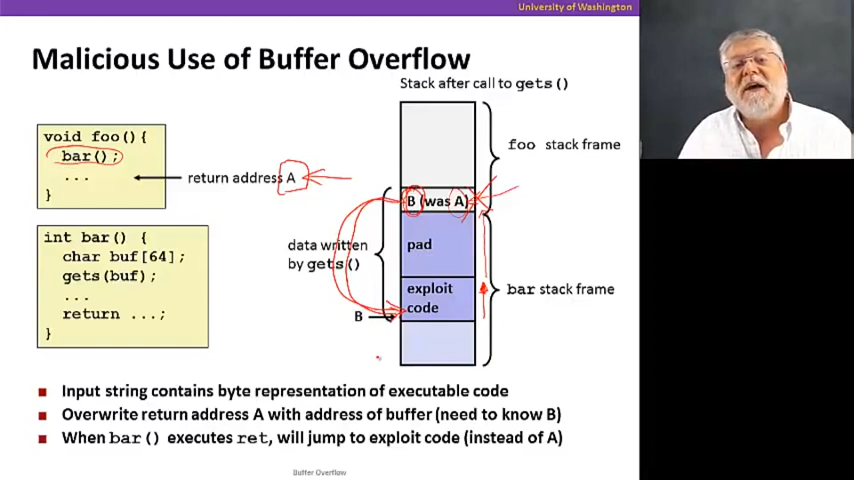 University of Washington
Malicious Use of Buffer Overflow
Stack after call to gets()
void foo(){
bar();
...
}
return address A
foo stack frame
B (was A)
int bar() {
char buf[64];
gets(buf);
...
return ...;
}
data written
by gets()
pad
exploit
code
bar stack frame
B
Input string contains byte representation of executable code
Overwrite return address A with address of buffer (need to know B)
When bar() executes ret, will jump to exploit code (instead of A)
Buffer Overflow